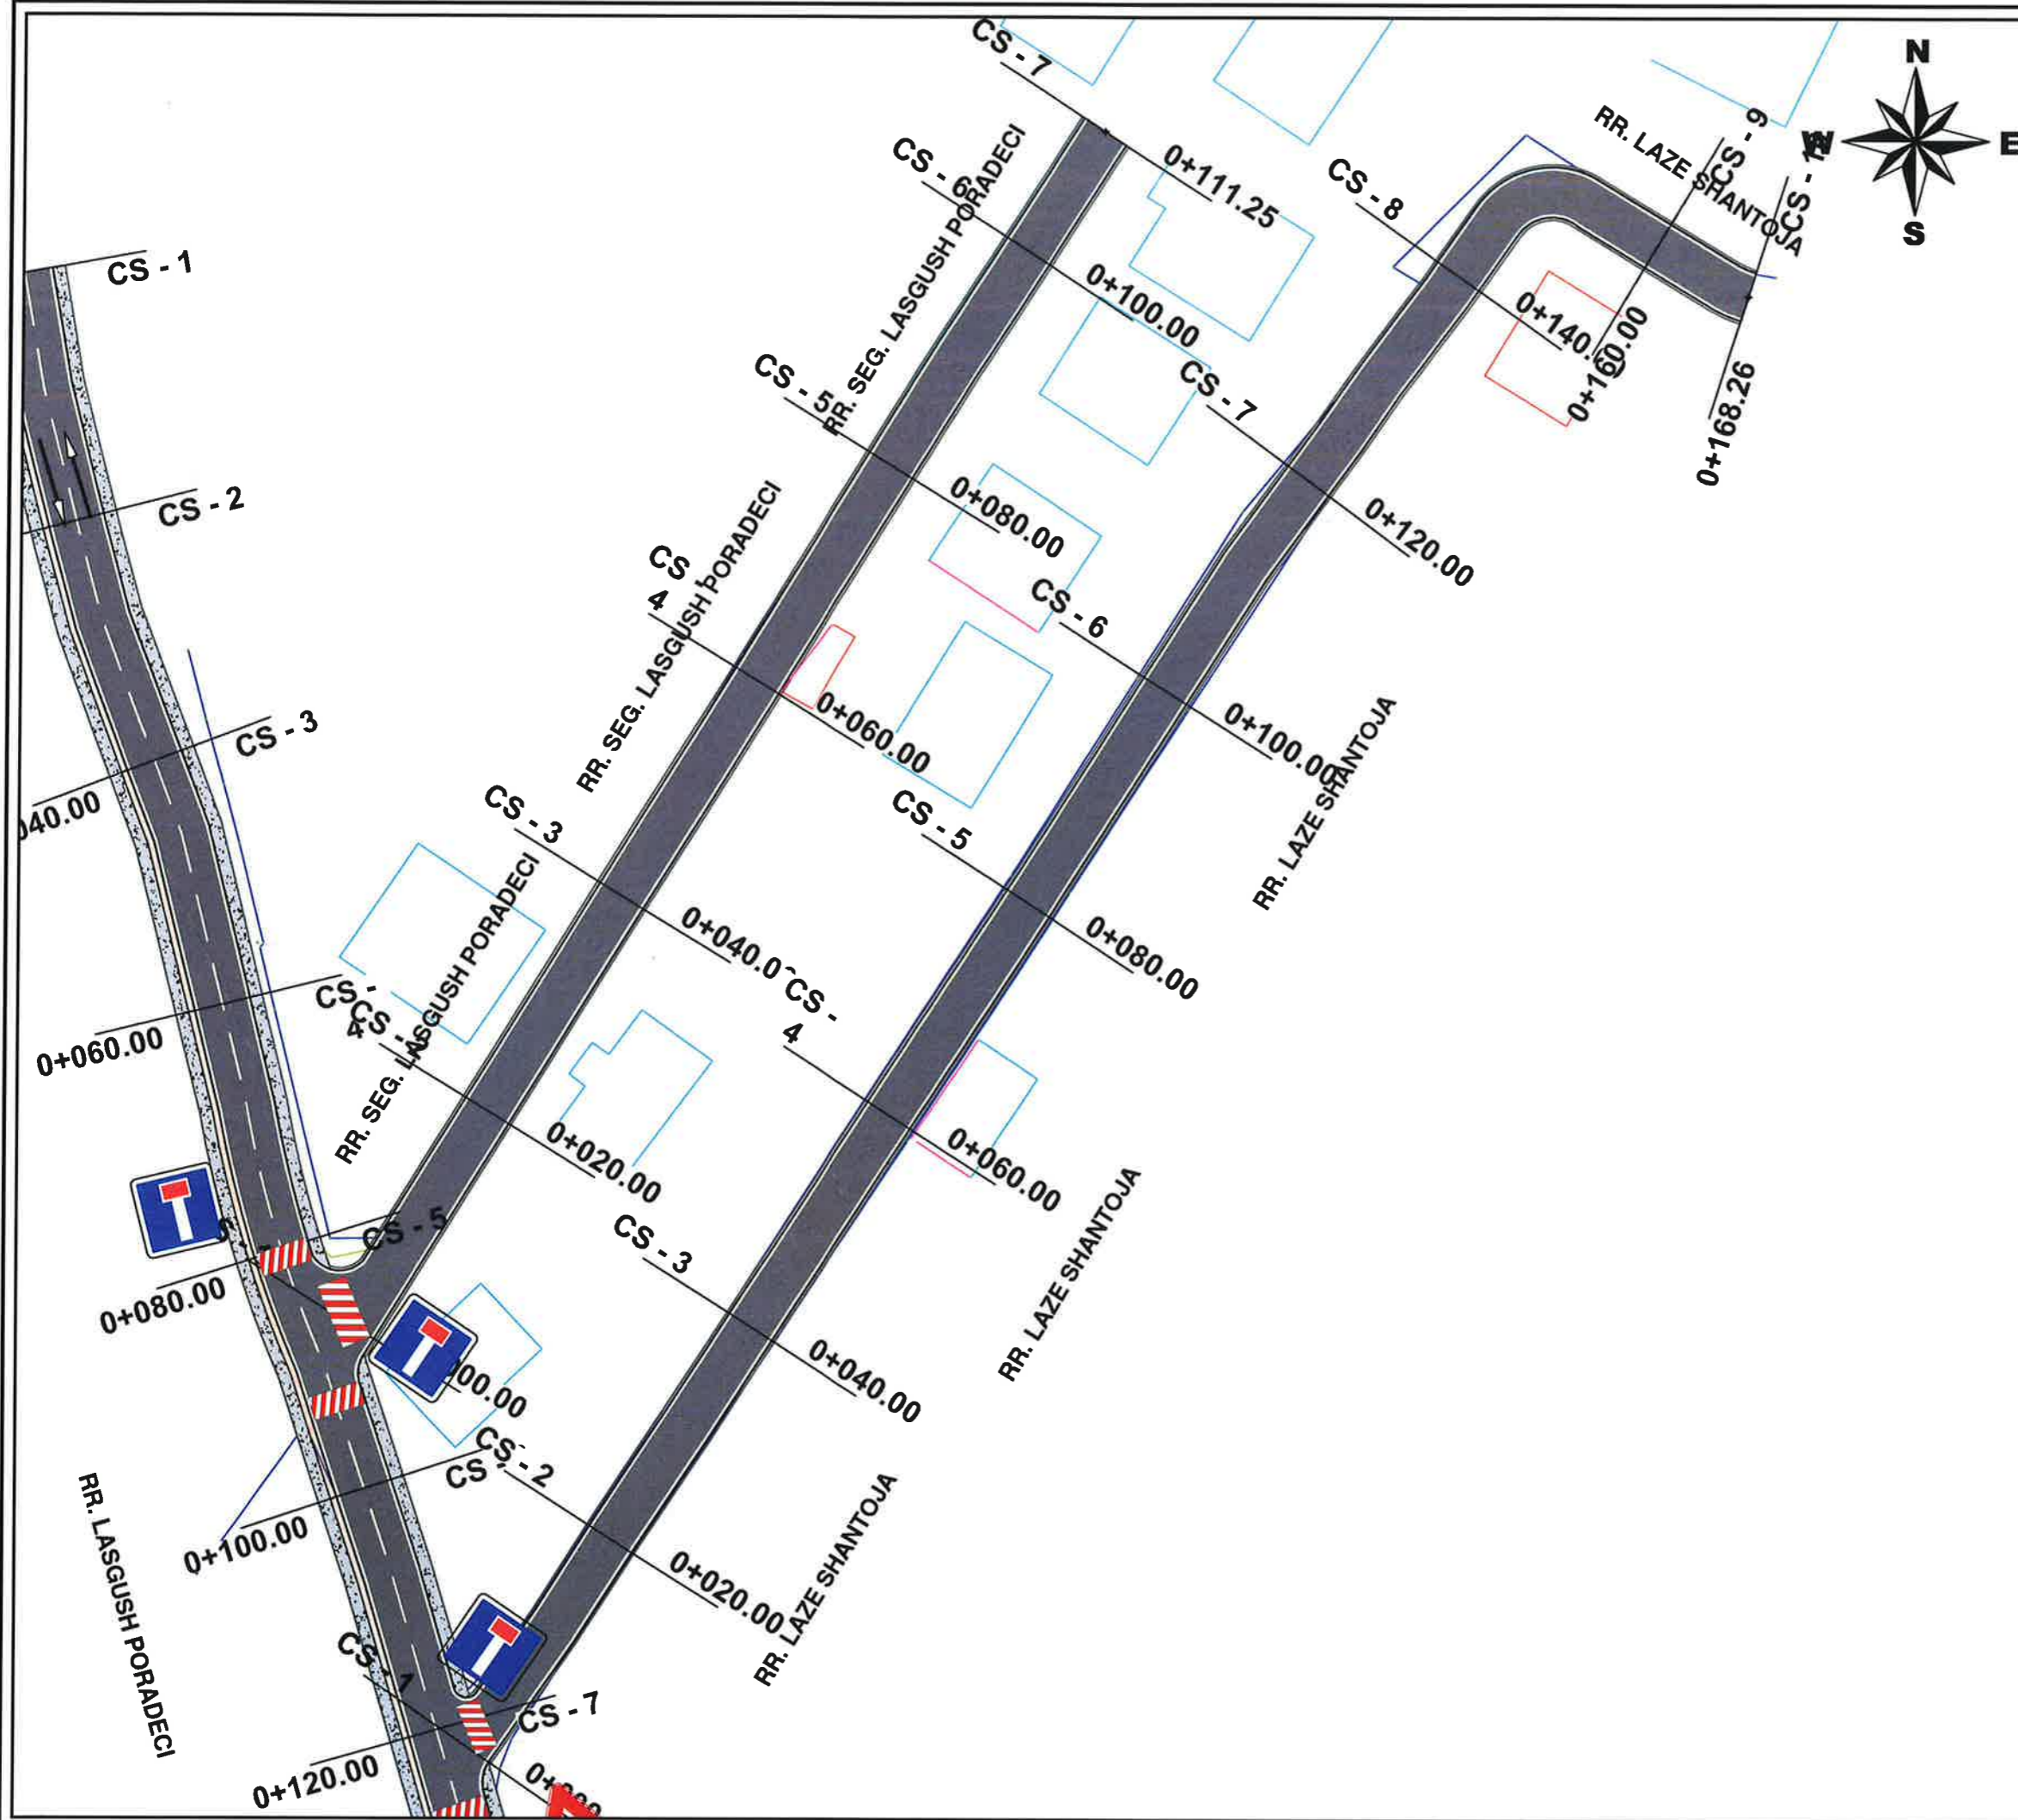 N
W
E
S
CS - 7
0+111.25
CS - 6
0+100.00
CS - 5
0+080.00
CS
4
0+060.00
CS - 3
0+040.0
CS - 2
0+020.00
00.00
RR. SEG. LASGUSH PORADECI
RR. SEG. LASGUSH PORADECI
RR. SEG. LASGUSH PORADECI
RR. LAZE SHANTOJA
CS - 9
0+160.00
0+168.26
CS - 8
0+140.
CS - 7
0+120.00
CS - 6
0+100.00
RR. LAZE SHANTOJA
CS - 5
0+080.00
CS -
4
0+060.00
RR. LAZE SHANTOJA
CS - 3
0+040.00
CS - 2
0+020.00
RR. LAZE SHANTOJA
CS - 1
CS - 1
CS - 2
CS - 3
40.00
CS -
4
0+060.00
CS - 5
0+080.00
CS
0+100.00
CS - 7
0+120.00
RR. LASGUSH PORADECI